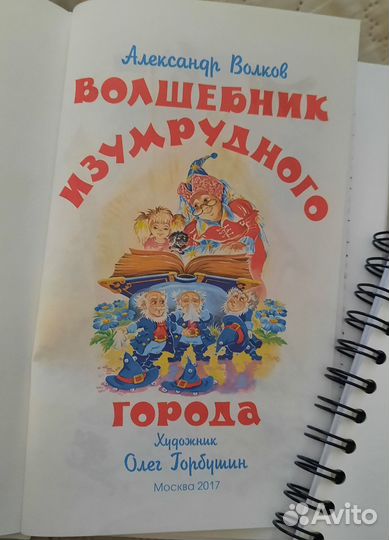 Александр Волков
ВОЛШЕБНИК
ИЗУМРУДНОГО
ГОРОДА
Художник
Олег Горбушин
Москва 2017
Avito